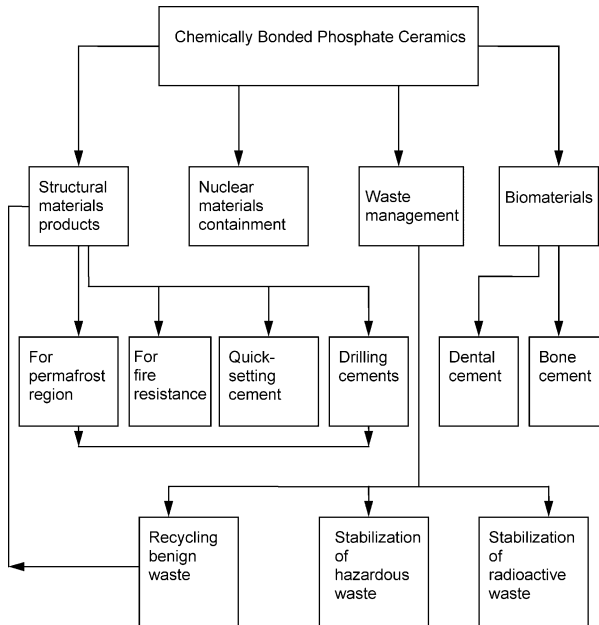 Chemically Bonded Phosphate Ceramics
Structural
materials
products
Nuclear
materials
containment
Waste
management
Biomaterials
For
permafrost
region
For
fire
resistance
Quick-
setting
cement
Drilling
cements
Dental
cement
Bone
cement
Recycling
benign
waste
Stabilization
of
hazardous
waste
Stabilization
of
radioactive
waste